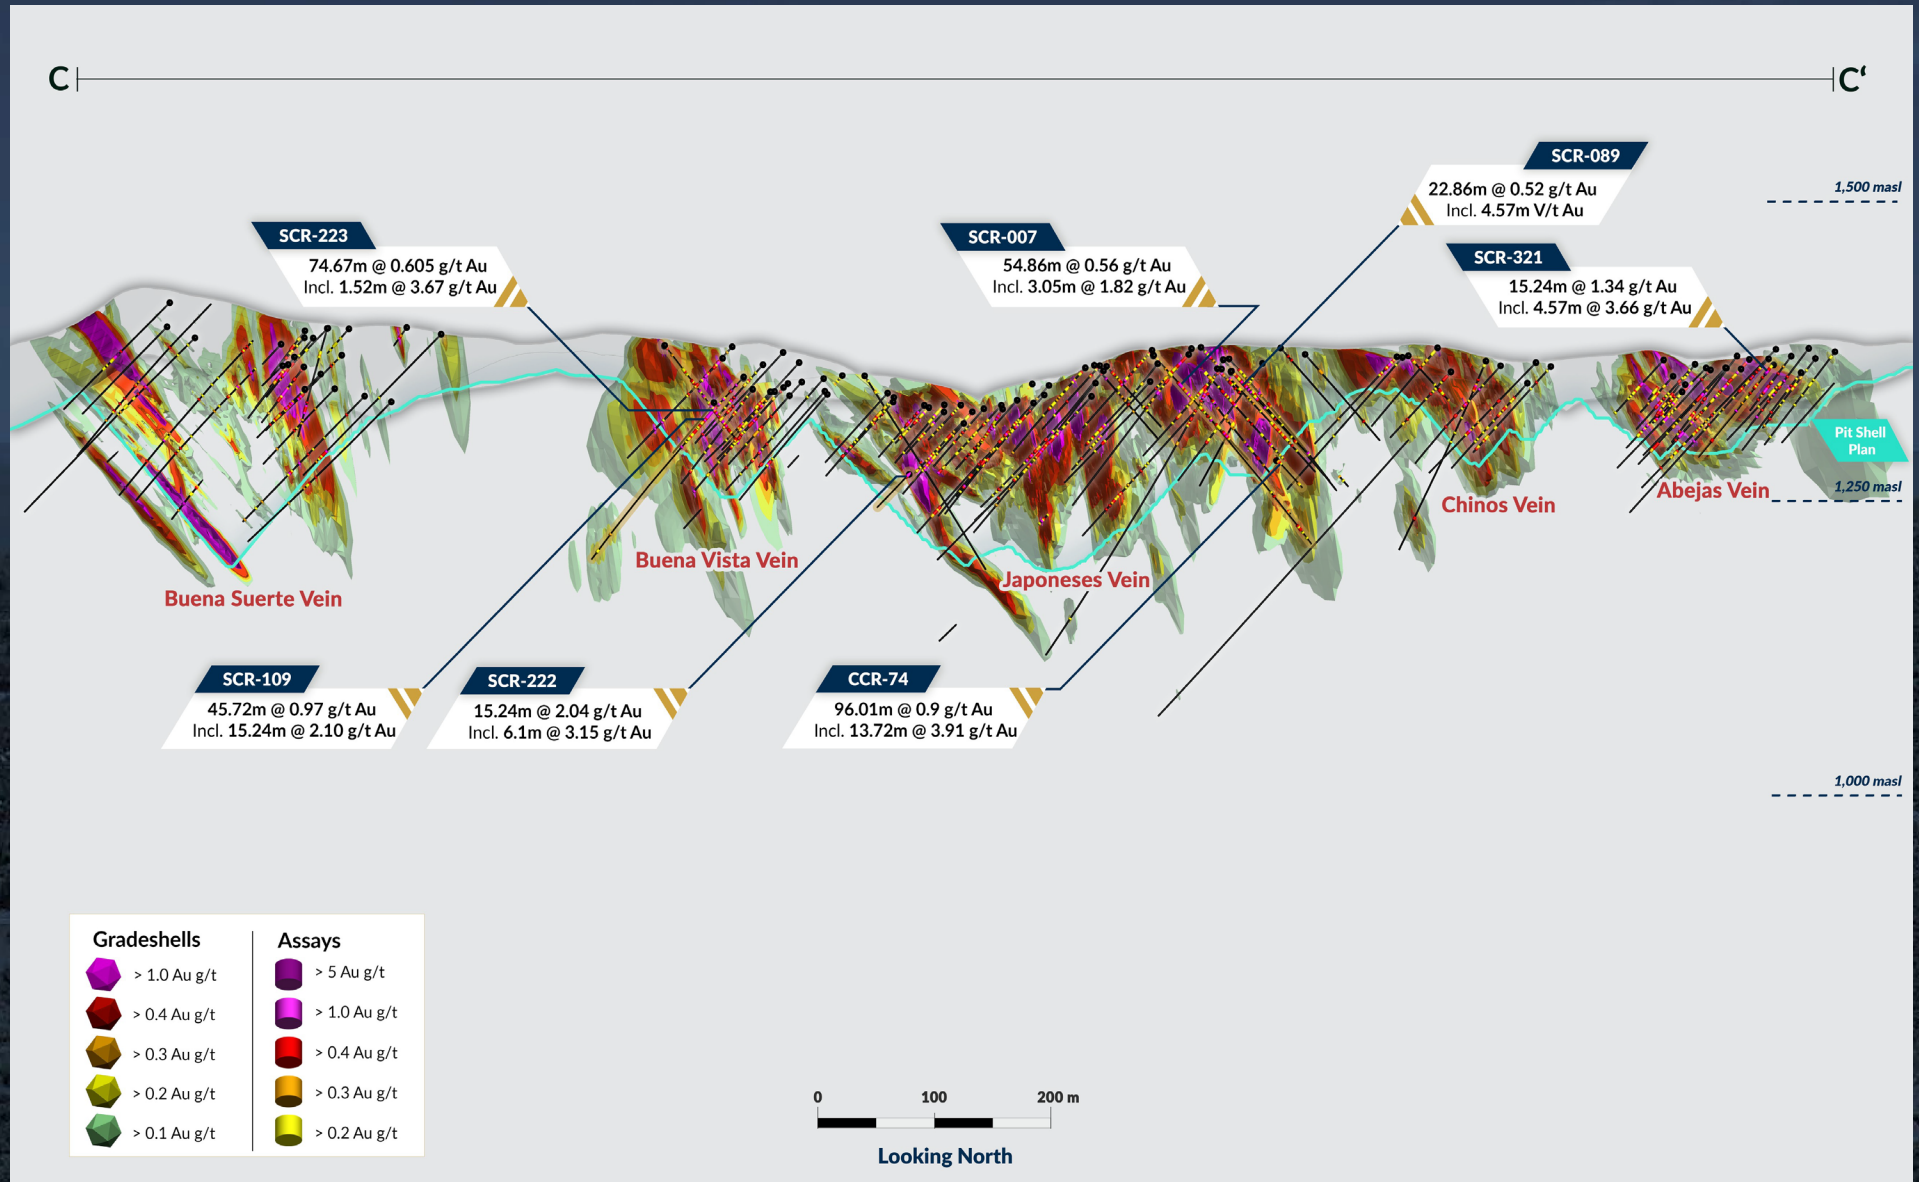 C
C‘
SCR-089
22.86m @ 0.52 g/t Au
Incl. 4.57m V/t Au
1,500 masl
SCR-223
74.67m @ 0.605 g/t Au
Incl. 1.52m @ 3.67 g/t Au
SCR-007
54.86m @ 0.56 g/t Au
Incl. 3.05m @ 1.82 g/t Au
SCR-321
15.24m @ 1.34 g/t Au
Incl. 4.57m @ 3.66 g/t Au
Pit Shell
Plan
1,250 masl
Abejas Vein
Chinos Vein
Buena Vista Vein
Japoneses Vein
Buena Suerte Vein
SCR-109
45.72m @ 0.97 g/t Au
Incl. 15.24m @ 2.10 g/t Au
SCR-222
15.24m @ 2.04 g/t Au
Incl. 6.1m @ 3.15 g/t Au
CCR-74
96.01m @ 0.9 g/t Au
Incl. 13.72m @ 3.91 g/t Au
1,000 masl
Gradeshells
> 1.0 Au g/t
> 0.4 Au g/t
> 0.3 Au g/t
> 0.2 Au g/t
> 0.1 Au g/t
Assays
> 5 Au g/t
> 1.0 Au g/t
> 0.4 Au g/t
> 0.3 Au g/t
> 0.2 Au g/t
0 100 200 m
Looking North